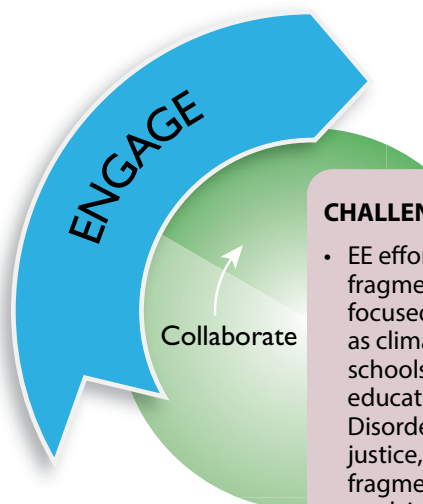 ENGAGE
Collaborate
CHALLEN
• EE effor
fragme
focused
as clima
schools
educat
Disorde
justice,
fragme